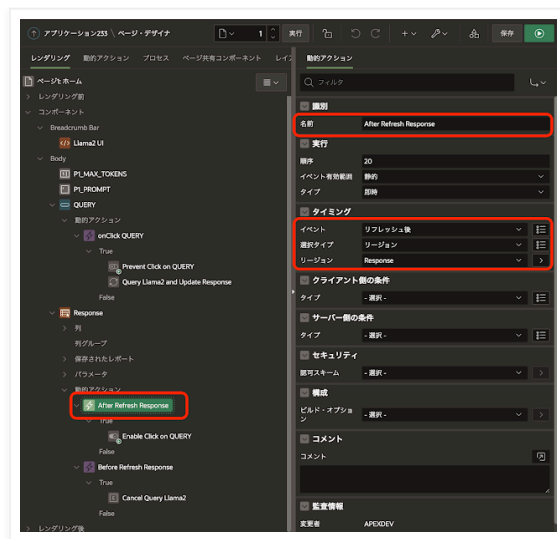 アプリケーション233 \ ページ・デザイナ
1
実行
保存
レンダリング 動的アクション プロセス ページ共有コンポーネント
動的アクション
ページ1: ホーム
レンダリング前
コンポーネント
Breadcrumb Bar
Llama2 UI
Body
P1_MAX_TOKENS
P1_PROMPT
QUERY
動的アクション
onClick QUERY
True
Prevent Click on QUERY
Query Llama2 and Update Response
False
Response
列
列グループ
保存されたレポート
パラメータ
動的アクション
After Refresh Response
True
Enable Click on QUERY
False
Before Refresh Response
True
Cancel Query Llama2
False
レンダリング後
フィルタ
識別
名前 After Refresh Response
実行
順序 20
イベント有効範囲 静的
タイプ 即時
タイミング
イベント リフレッシュ後
選択タイプ リージョン
リージョン Response
クライアント側の条件
タイプ - 選択 -
サーバー側の条件
タイプ - 選択 -
セキュリティ
認可スキーム - 選択 -
構成
ビルド・オプション - 選択 -
コメント
コメント
監査情報
変更者 APEXDEV